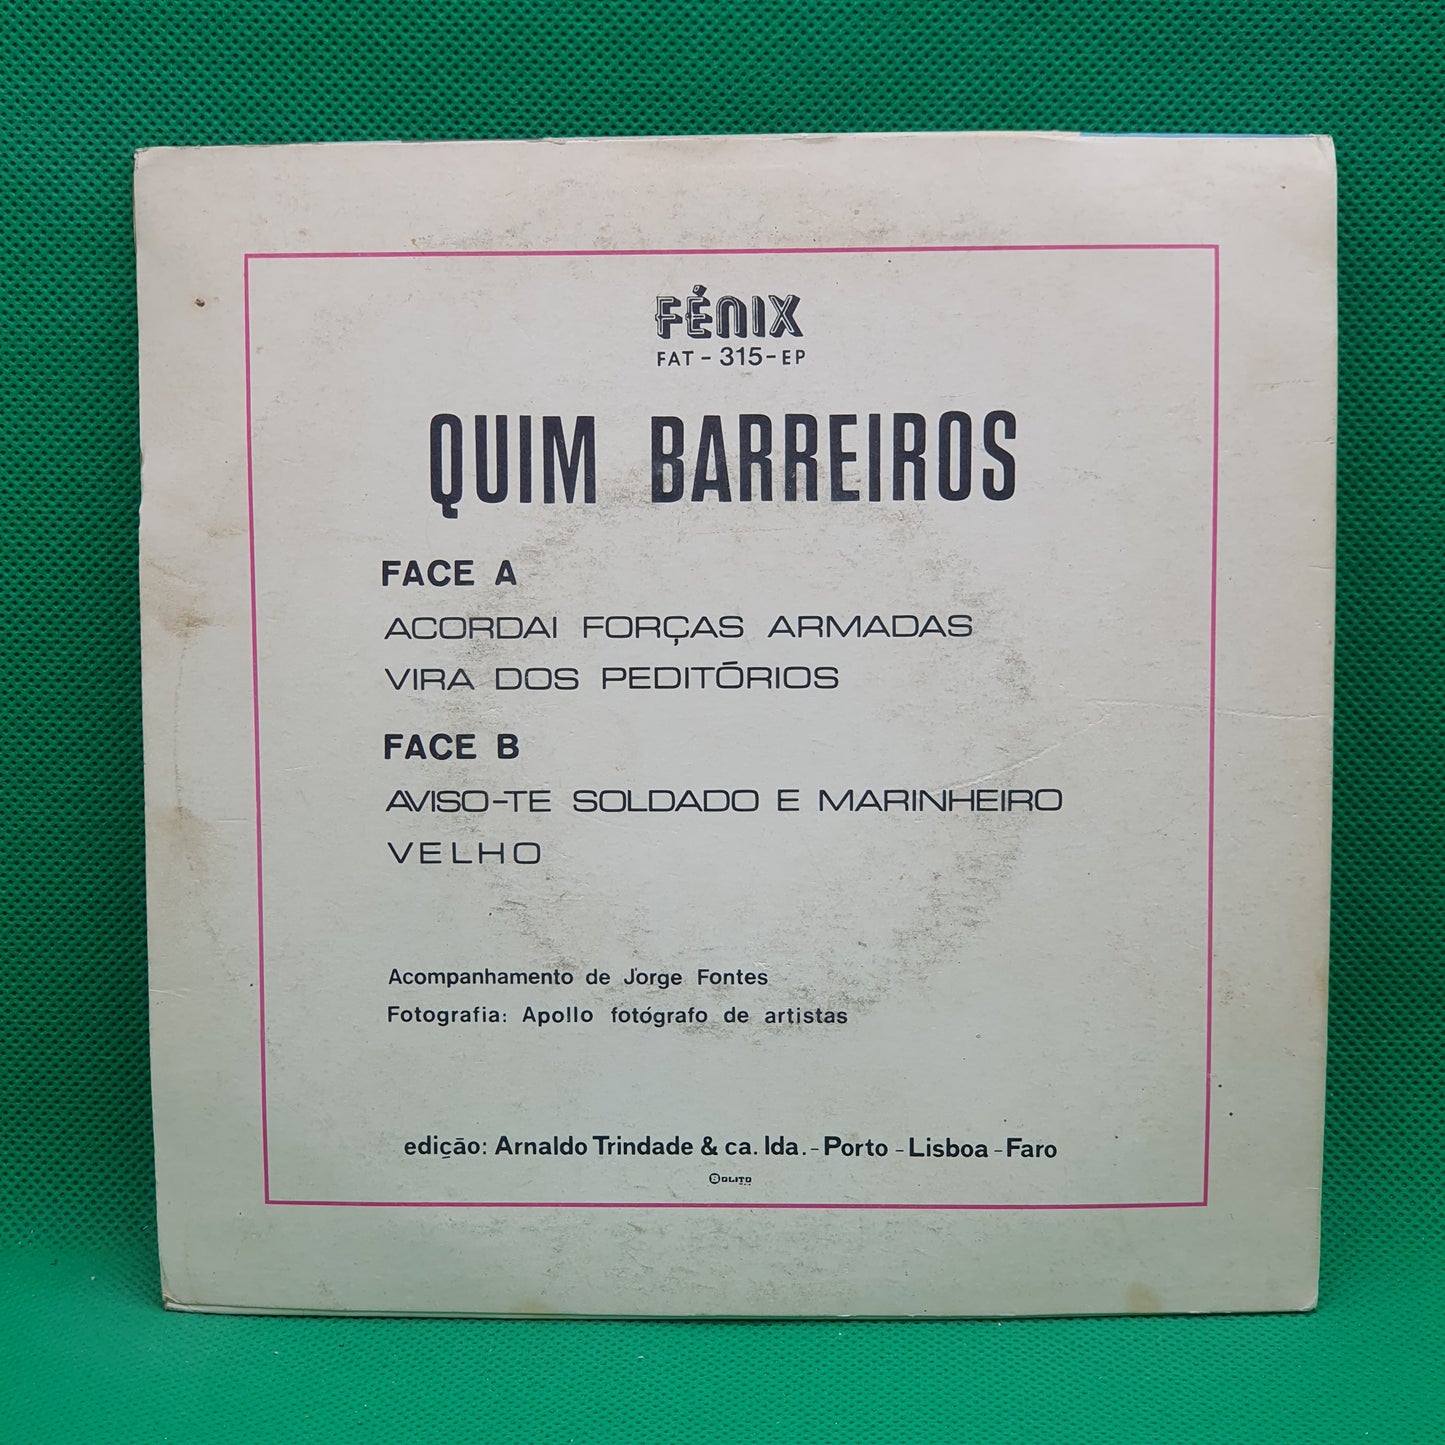 FÉNIX
FAT - 315 - EP
QUIM BARREIROS
FACE A
ACORDAI FORÇAS ARMADAS
VIRA DOS PEDITÓRIOS
FACE B
AVISO-TE SOLDADO E MARINHEIRO
VELHO
Acompanhamento de Jorge Fontes
Fotografia: Apollo fotógrafo de artistas
edição: Arnaldo Trindade & ca. lda. - Porto - Lisboa - Faro